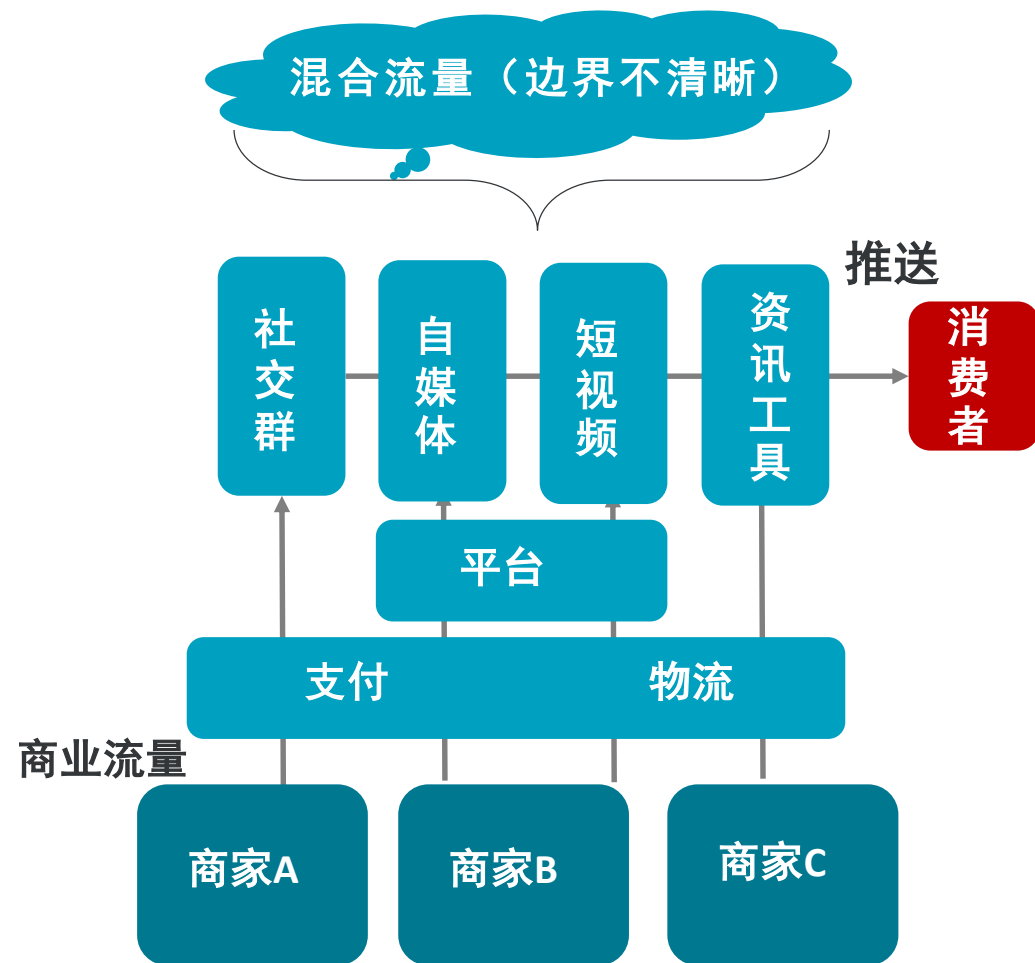 混合流量（边界不清晰）
推送
社交群
自媒体
短视频
资讯工具
消费者
平台
支付
物流
商业流量
商家A
商家B
商家C